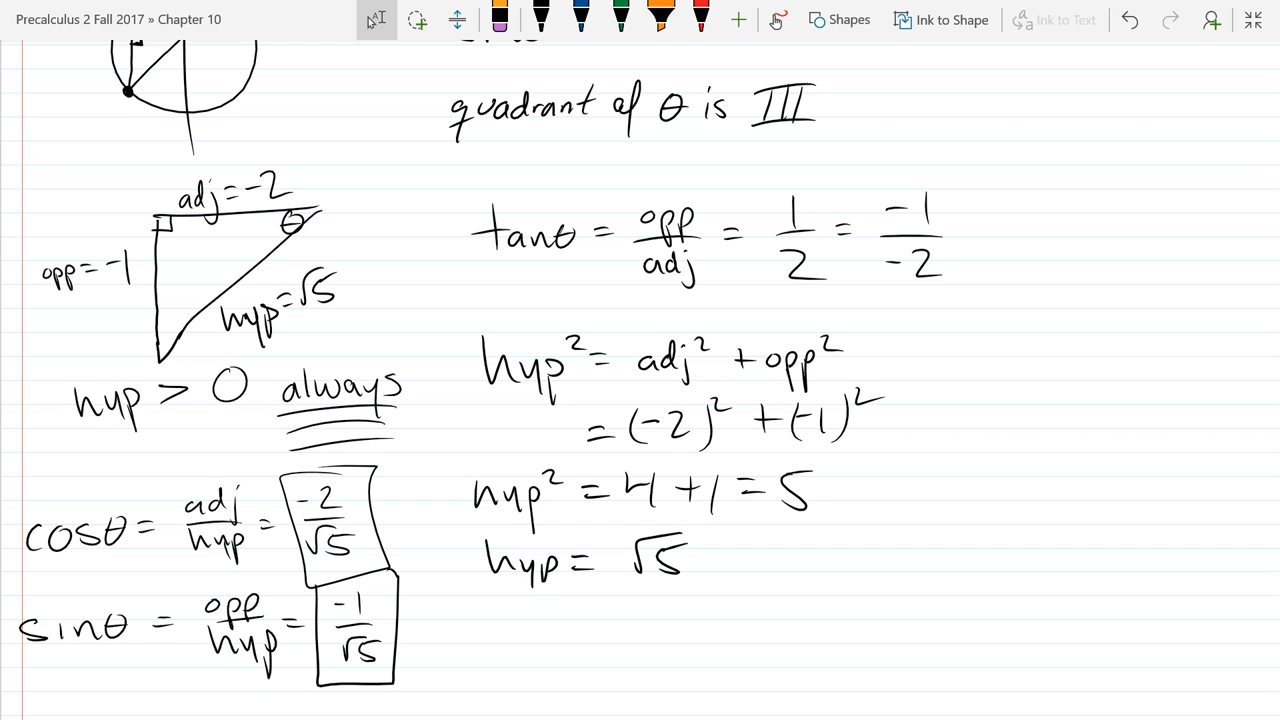 Precalculus 2 Fall 2017 » Chapter 10
Shapes
Ink to Shape
Ink to Text
quadrant of θ is III
adj = -2
θ
opp = -1
hyp = √5
tanθ = opp/adj = 1/2 = -1/-2
hyp > 0 always
hyp² = adj² + opp²
= (-2)² + (-1)²
hyp² = 4 + 1 = 5
hyp = √5
cosθ = adj/hyp = -2/√5
sinθ = opp/hyp = -1/√5